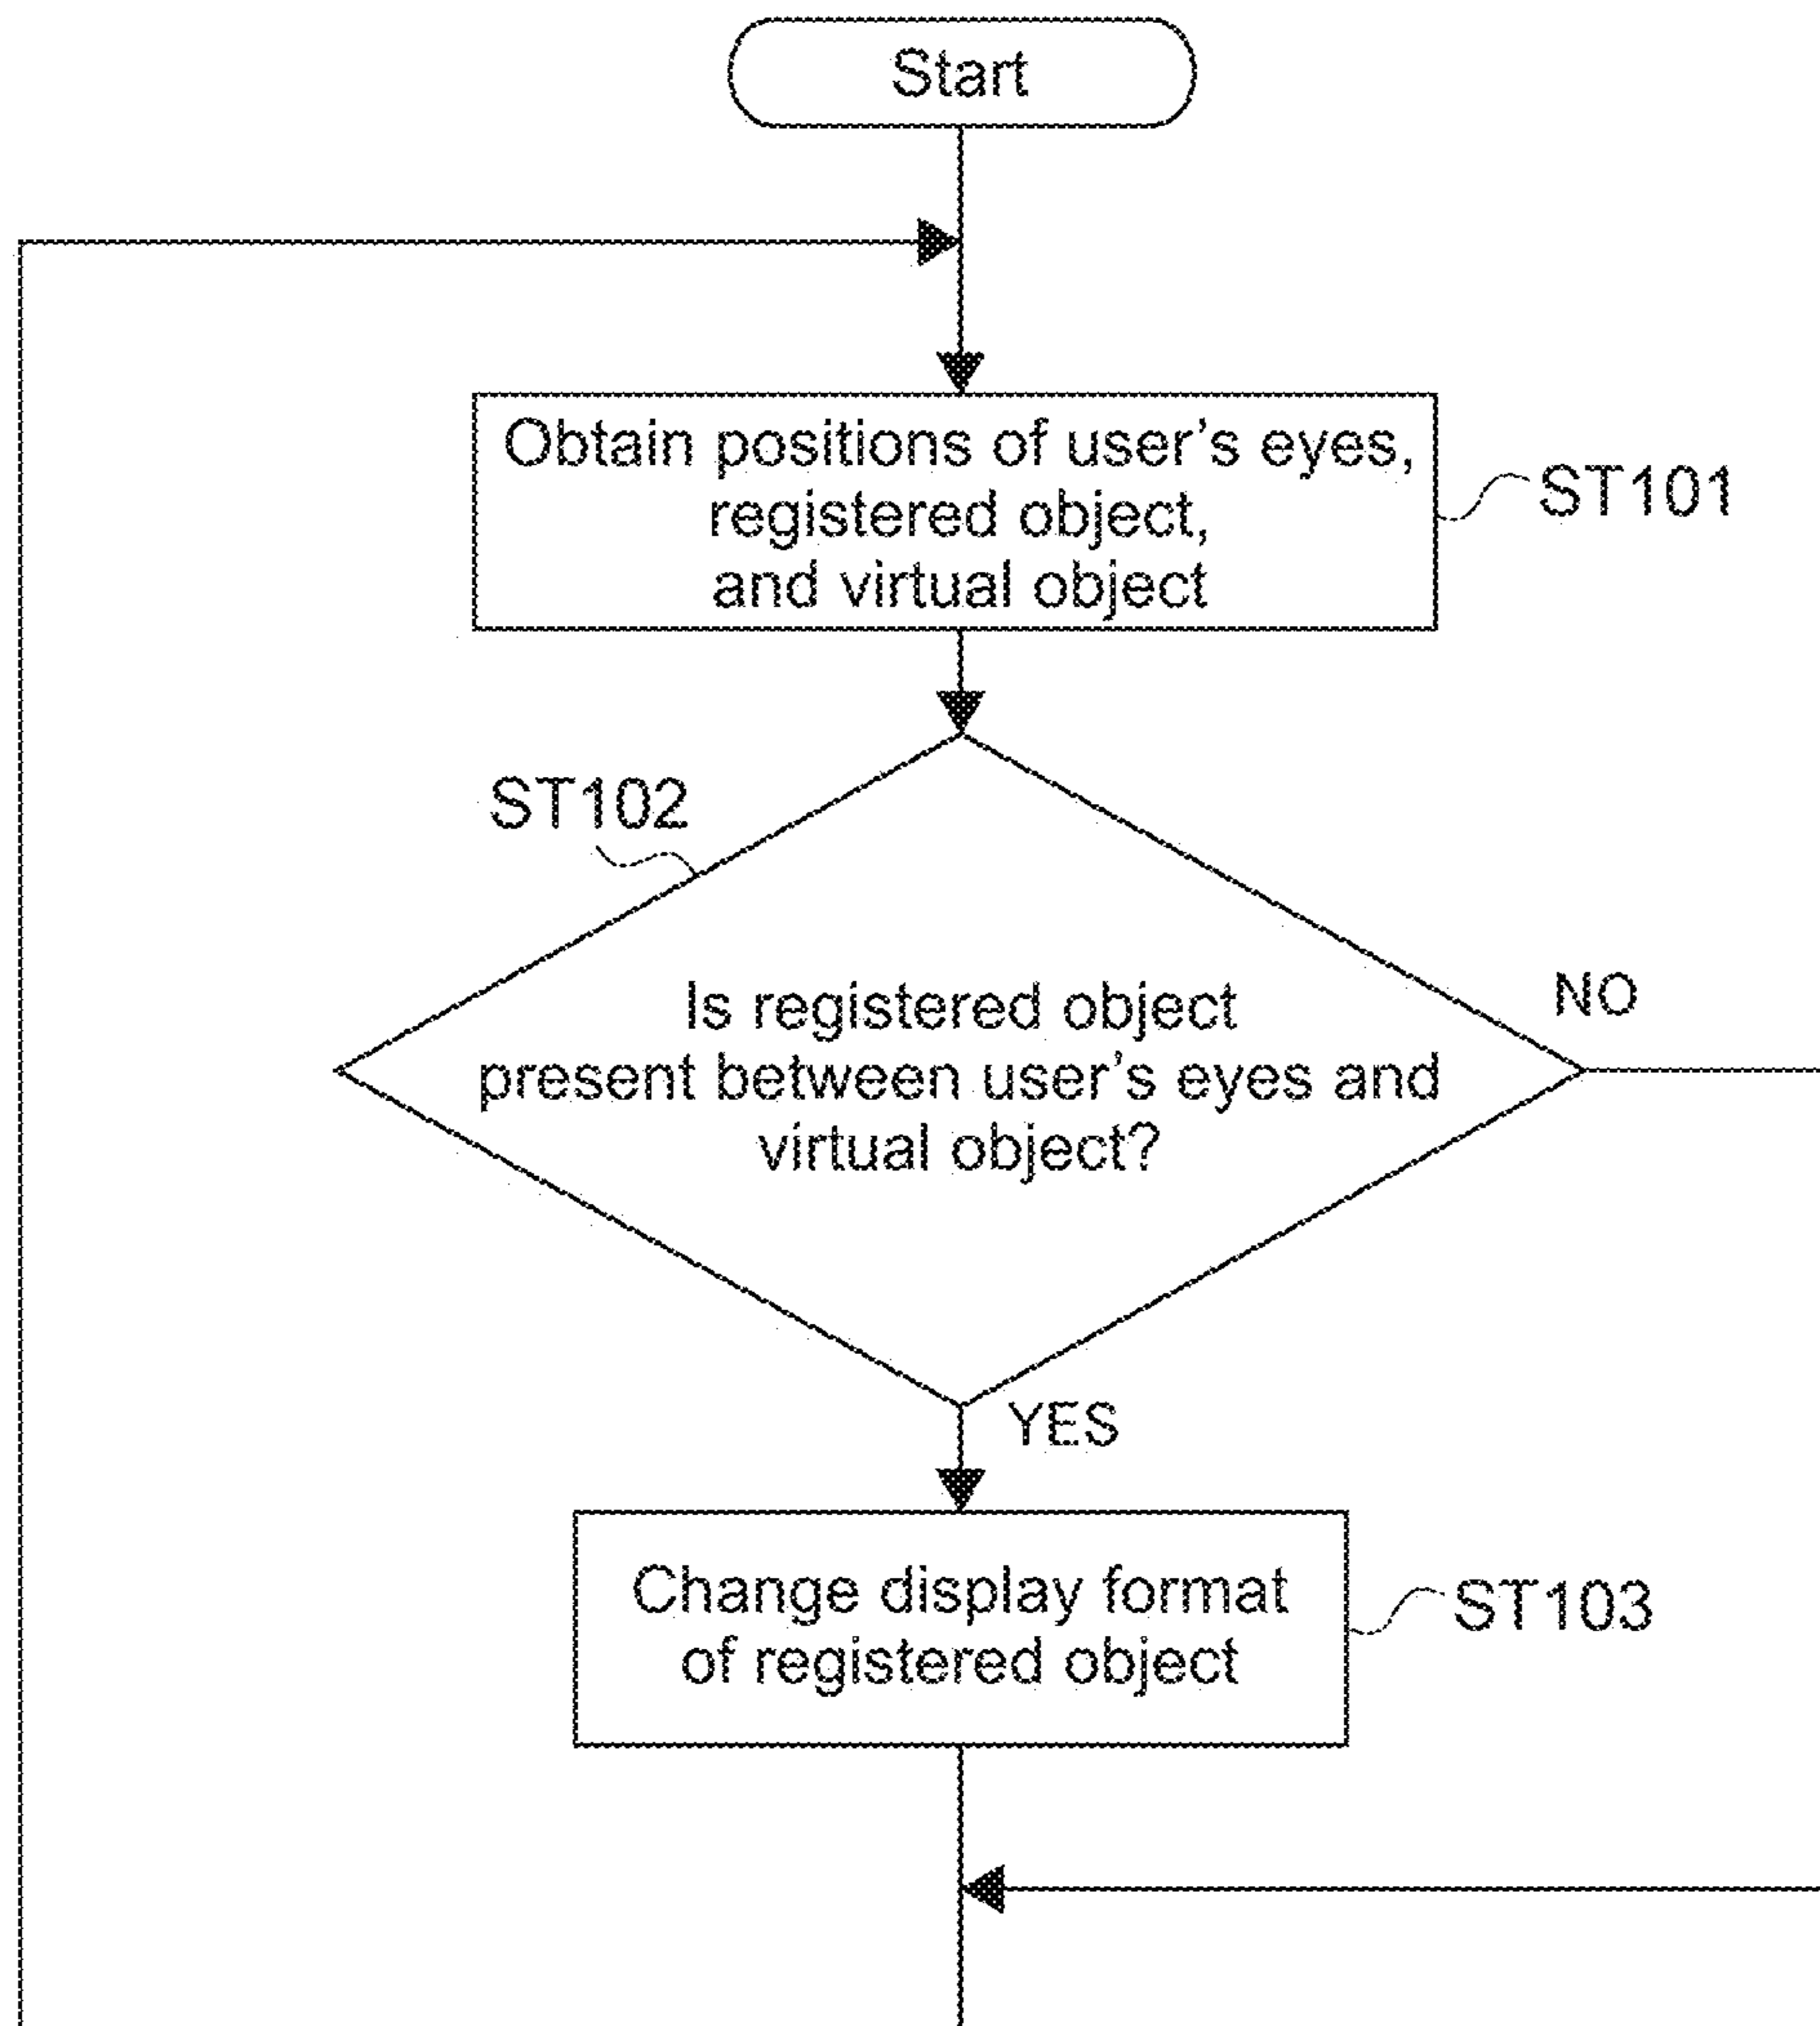 Start
Obtain positions of user's eyes,
registered object,
and virtual object
ST101
ST102
Is registered object
present between user's eyes and
virtual object?
NO
YES
Change display format
of registered object
ST103